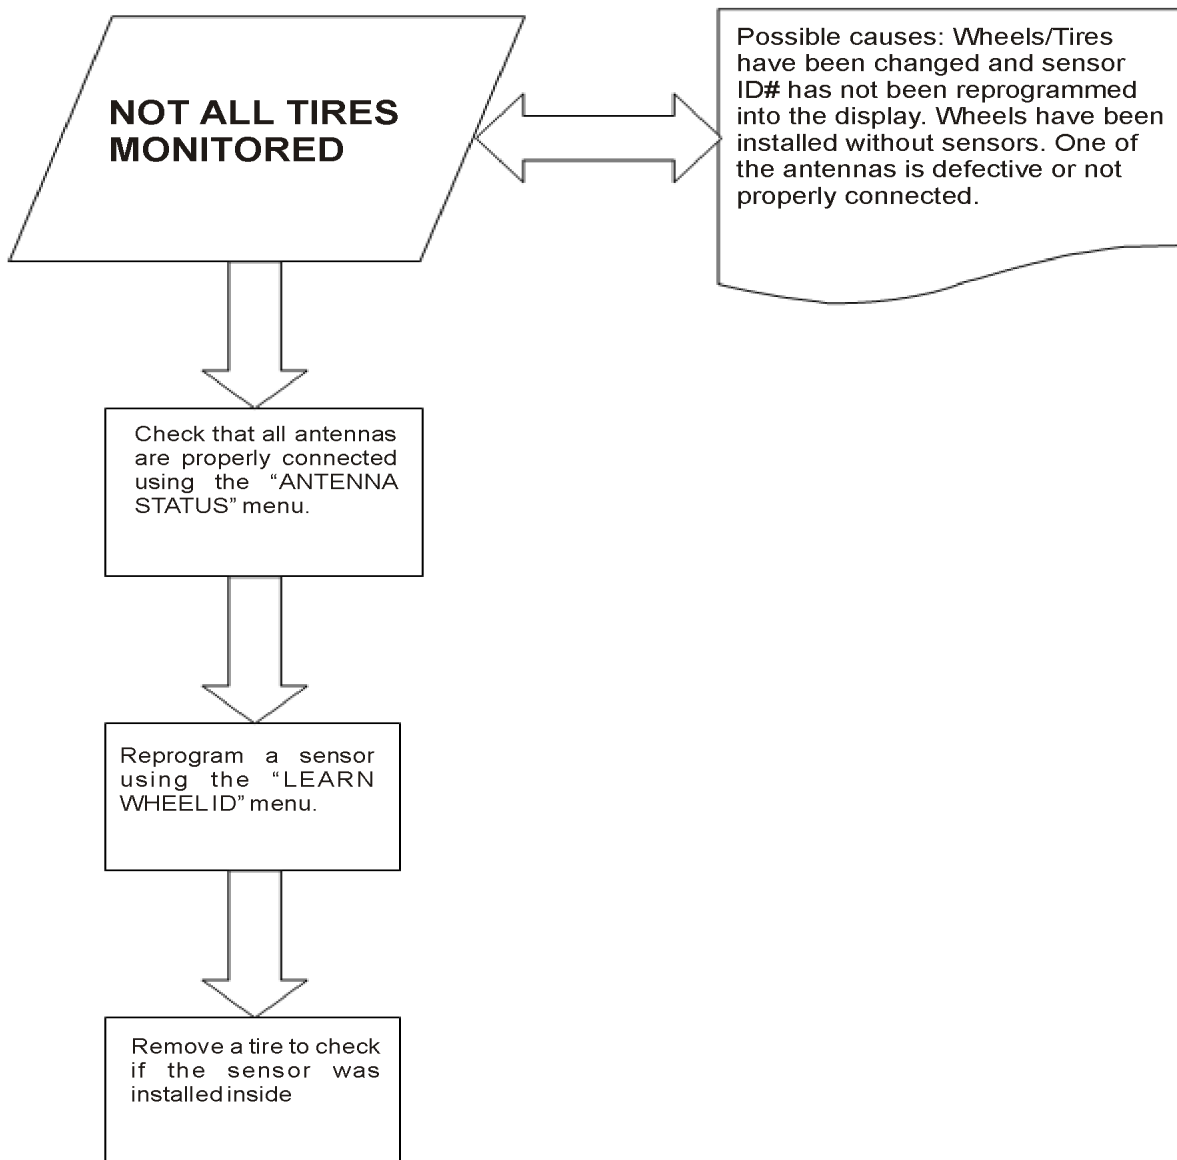 NOT ALL TIRES
MONITORED
Possible causes: Wheels/Tires
have been changed and sensor
ID# has not been reprogrammed
into the display. Wheels have been
installed without sensors. One of
the antennas is defective or not
properly connected.
Check that all antennas
are properly connected
using the “ANTENNA
STATUS” menu.
Reprogram a sensor
using the “LEARN
WHEEL ID” menu.
Remove a tire to check
if the sensor was
installed inside